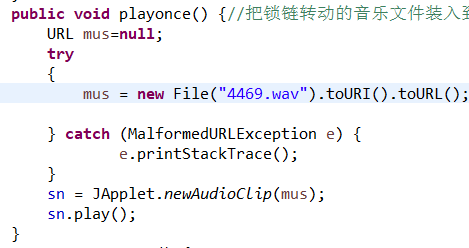 public void playonce() {//把锁链转动的音乐文件装入到
URL mus=null;
try
{
mus = new File("4469.wav").toURI().toURL();
} catch (MalformedURLException e) {
e.printStackTrace();
}
sn = JApplet.newAudioClip(mus);
sn.play();
}